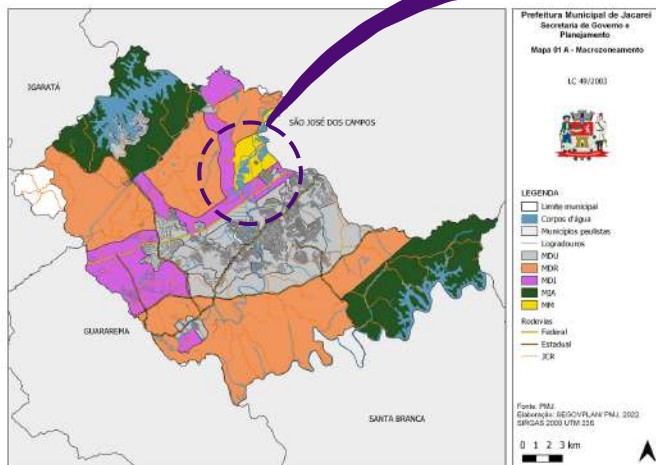 IGARATÁ
SÃO JOSÉ DOS CAMPOS
GUARAREMA
SANTA BRANCA
Prefeitura Municipal de Jacareí
Secretaria de Governo e
Planejamento
Mapa 01 A - Macrozoneamento
LC 49/2003
LEGENDA
Limite municipal
Corpos d'água
Municípios paulistas
Logradouros
MDU
MDR
MDI
MIA
MM
Rodovias
Federal
Estadual
JCR
Fonte: PMJ.
Elaboração: SEGOVPLAN/ PMJ, 2022
SIRGAS 2000 UTM 23S
0 1 2 3 km